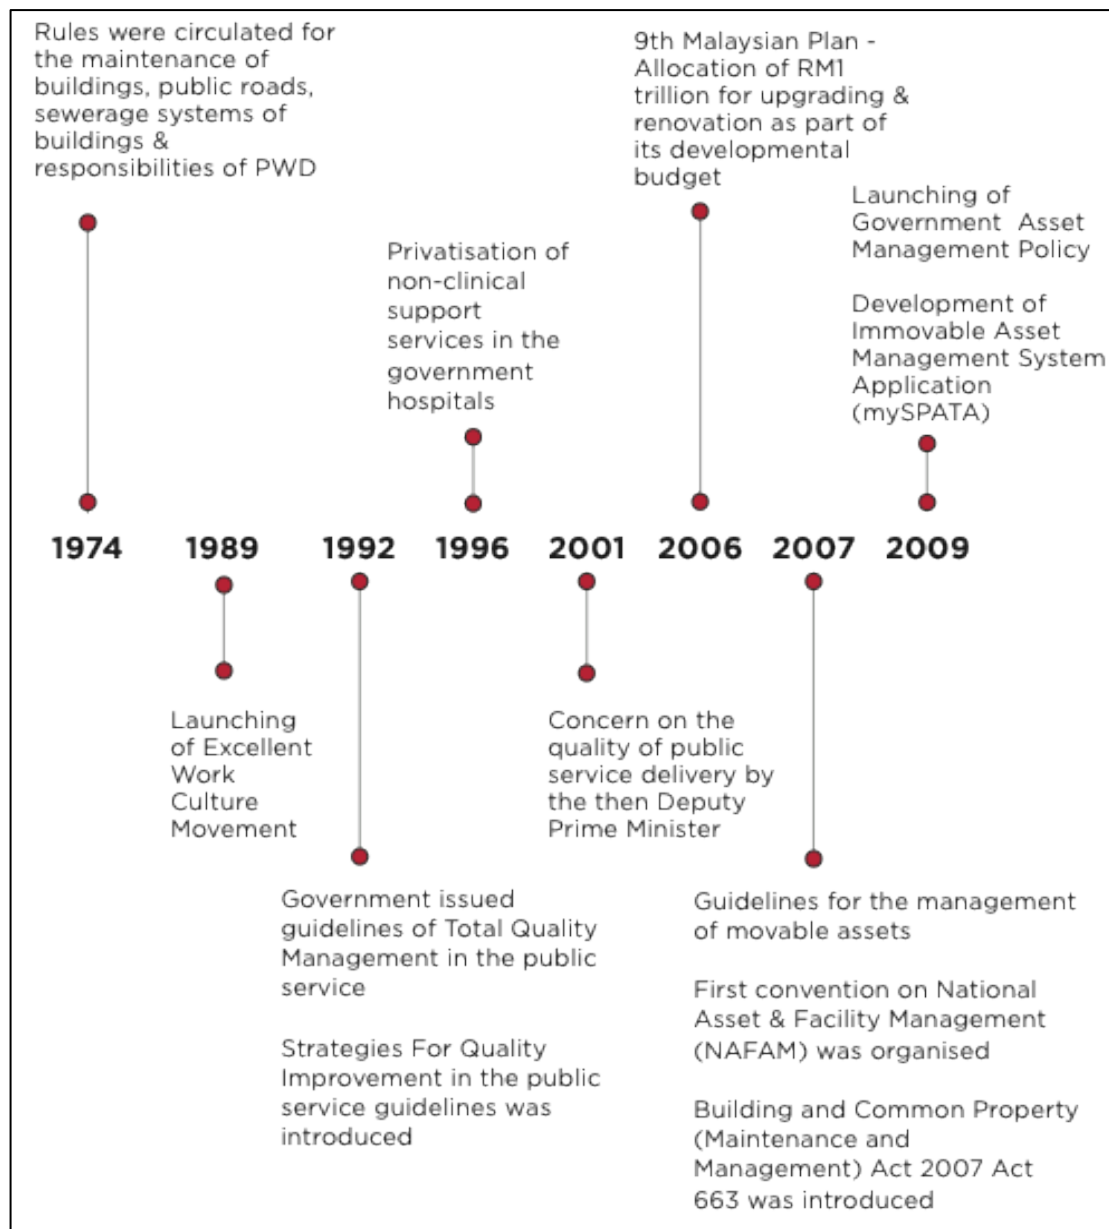 Rules were circulated for
the maintenance of
buildings, public roads,
sewerage systems of
buildings &
responsibilities of PWD
Privatisation of
non-clinical
support
services in the
government
hospitals
9th Malaysian Plan -
Allocation of RM1
trillion for upgrading &
renovation as part of
its developmental
budget
Launching of
Government Asset
Management Policy
Development of
Immovable Asset
Management System
Application
(mySPATA)
1974 1989 1992 1996 2001 2006 2007 2009
Launching
of Excellent
Work
Culture
Movement
Government issued
guidelines of Total Quality
Management in the public
service
Strategies For Quality
Improvement in the public
service guidelines was
introduced
Concern on the
quality of public
service delivery by
the then Deputy
Prime Minister
Guidelines for the management
of movable assets
First convention on National
Asset & Facility Management
(NAFAM) was organised
Building and Common Property
(Maintenance and
Management) Act 2007 Act
663 was introduced